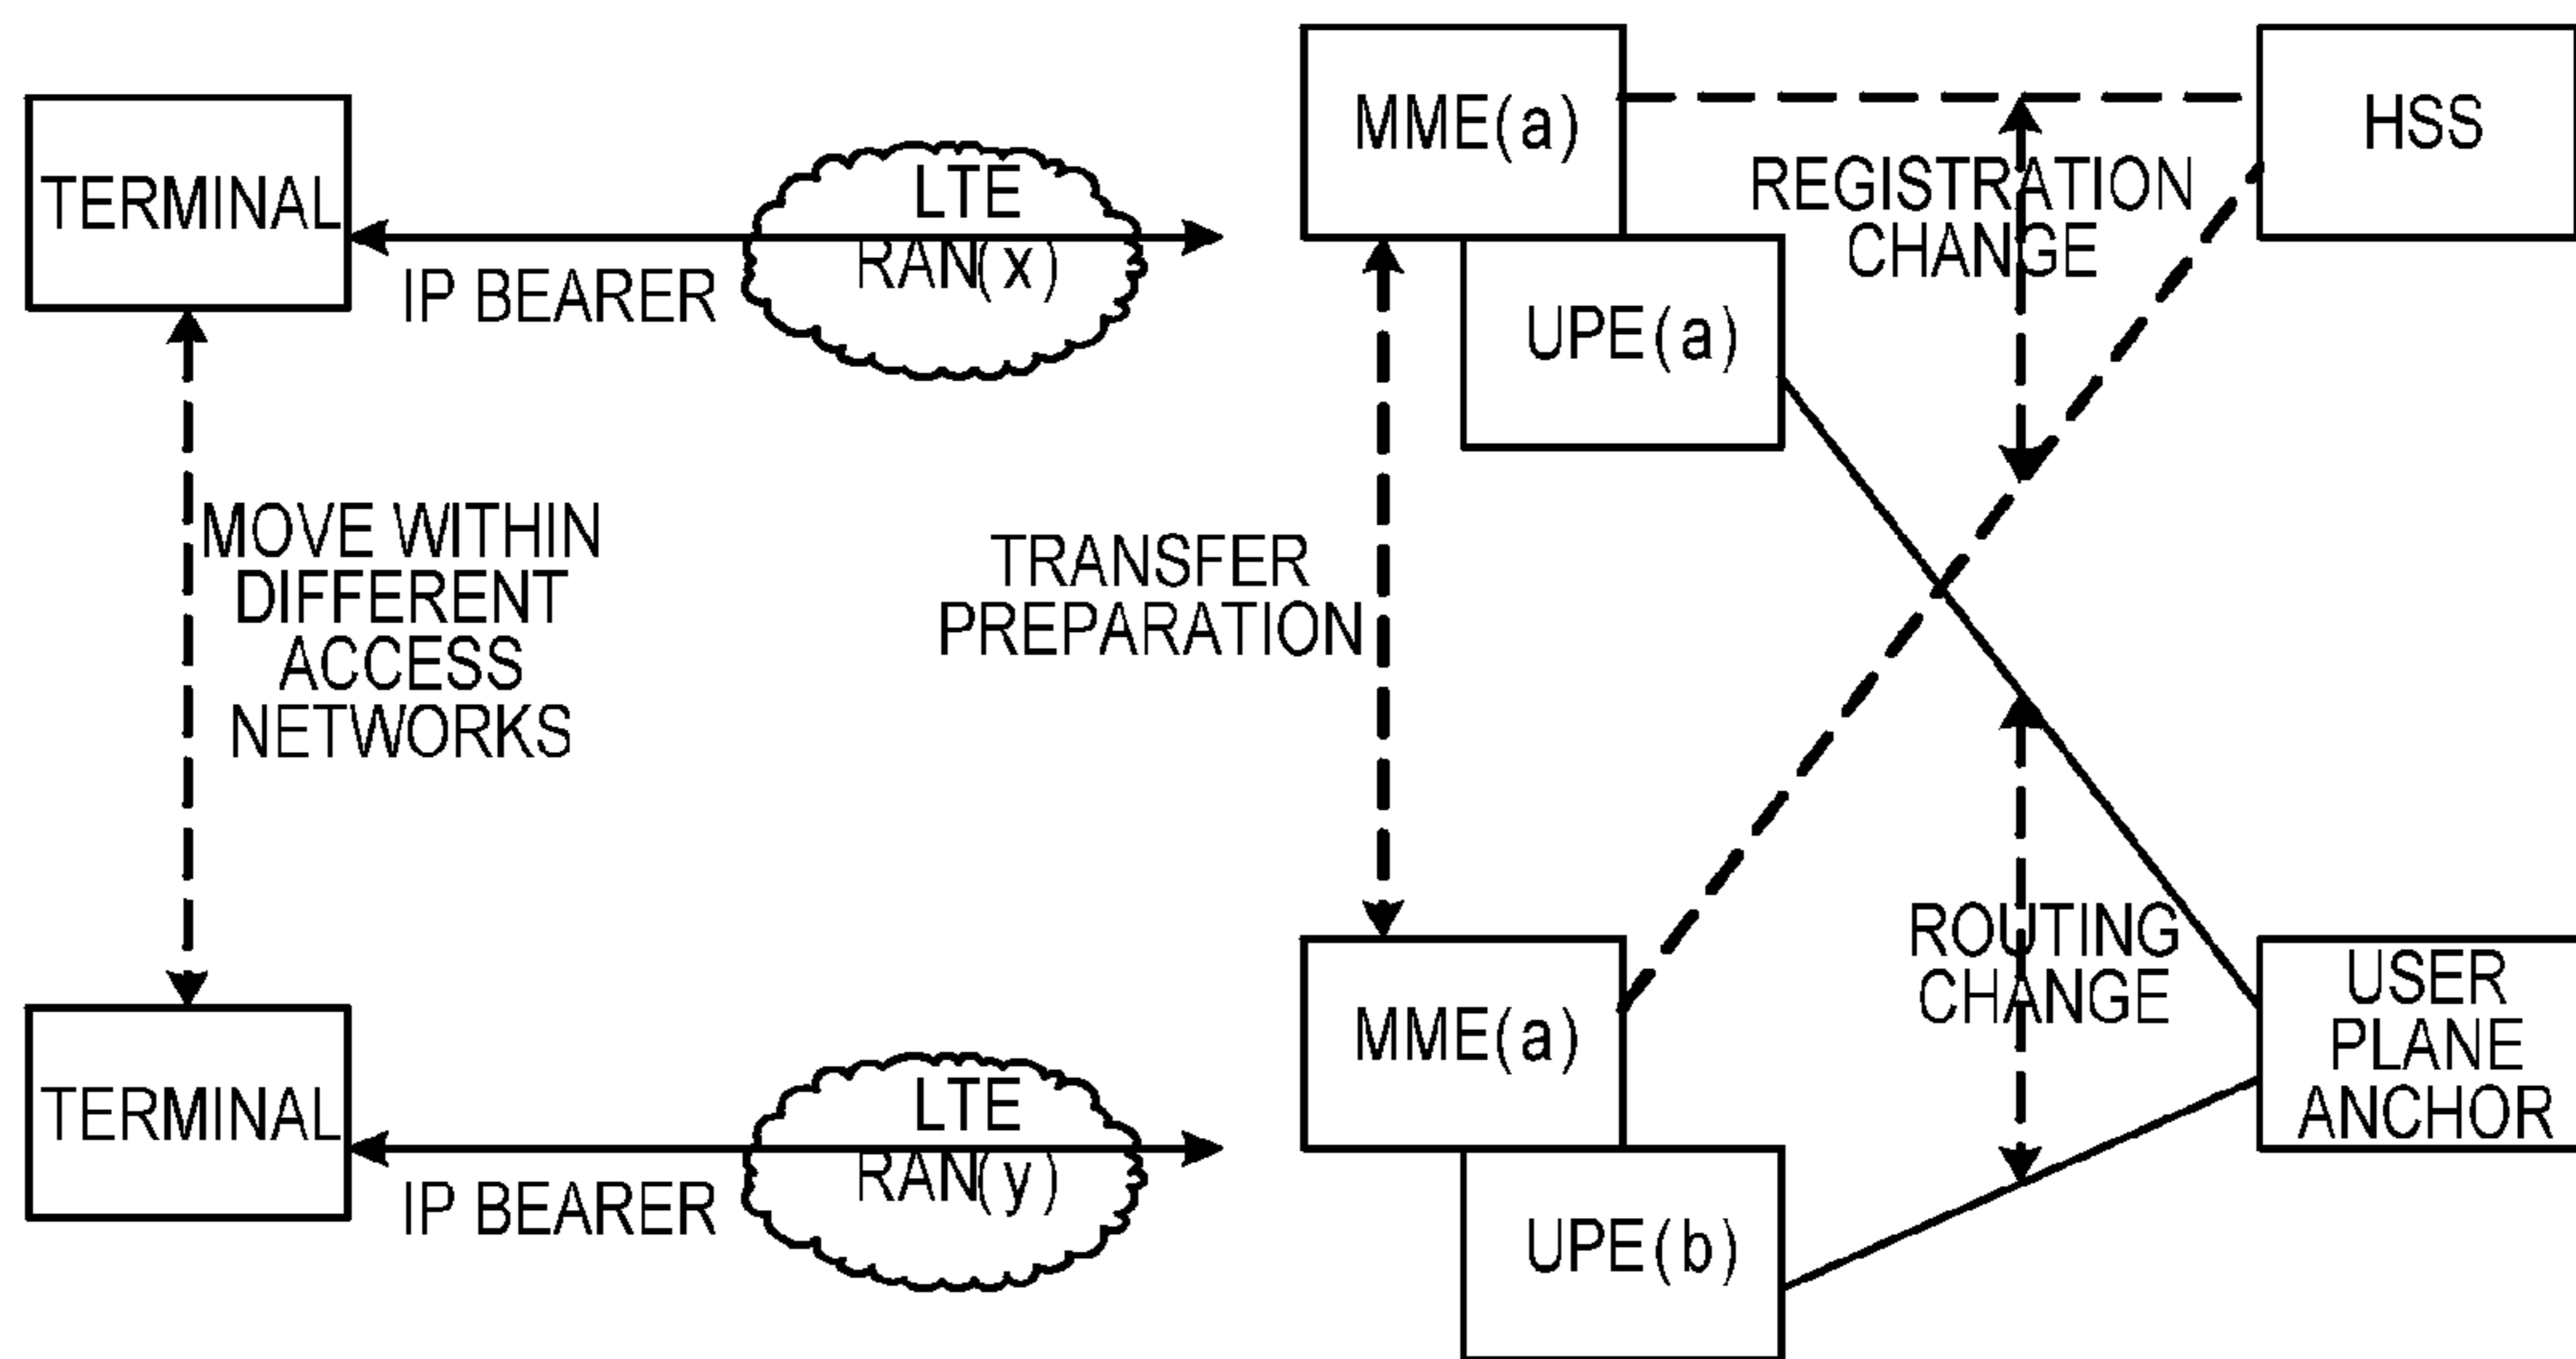 MME(a)
HSS
TERMINAL
LTE
RAN(x)
IP BEARER
REGISTRATION
CHANGE
UPE(a)
MOVE WITHIN
DIFFERENT
ACCESS
NETWORKS
TRANSFER
PREPARATION
ROUTING
CHANGE
MME(a)
USER
PLANE
ANCHOR
TERMINAL
LTE
RAN(y)
IP BEARER
UPE(b)